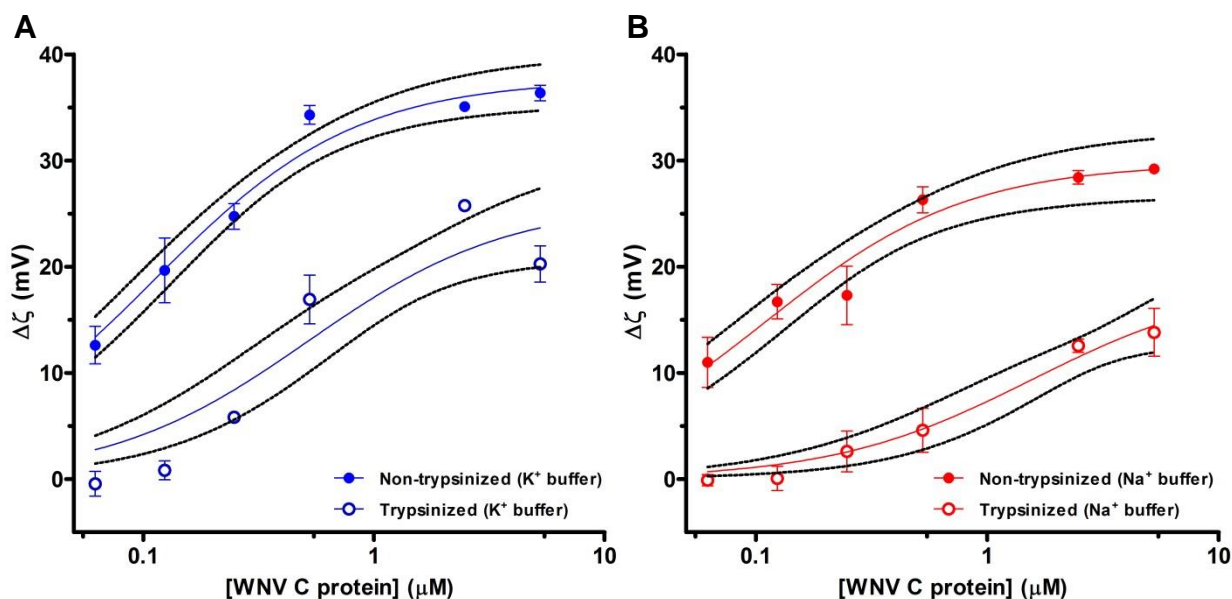 A
40
30
20
10
0
Δζ (mV)
Non-trypsinized (K⁺ buffer)
Trypsinized (K⁺ buffer)
0.1
1
10
[WNV C protein] (μM)
B
40
30
20
10
0
Δζ (mV)
Non-trypsinized (Na⁺ buffer)
Trypsinized (Na⁺ buffer)
0.1
1
10
[WNV C protein] (μM)